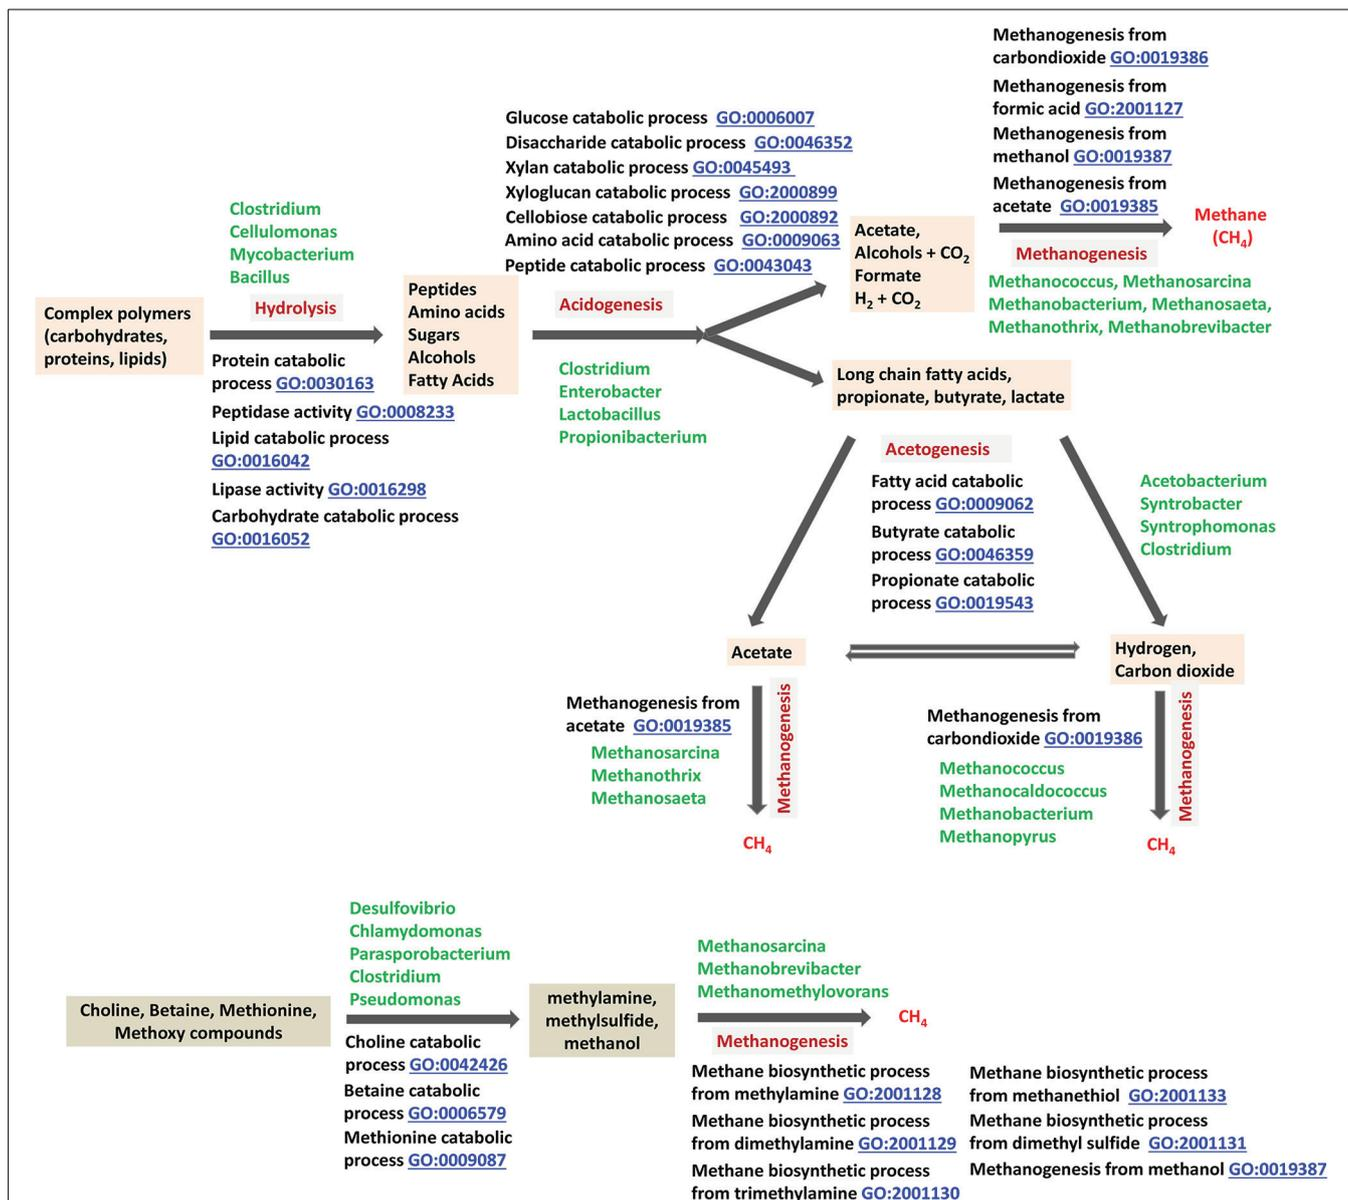 Methanogenesis from
carbondioxide GO:0019386
Methanogenesis from
formic acid GO:2001127
Methanogenesis from
methanol GO:0019387
Methanogenesis from
acetate GO:0019385
Glucose catabolic process GO:0006007
Disaccharide catabolic process GO:0046352
Xylan catabolic process GO:0045493
Xyloglucan catabolic process GO:2000899
Cellobiose catabolic process GO:2000892
Amino acid catabolic process GO:0009063
Peptide catabolic process GO:0043043
Clostridium
Cellulomonas
Mycobacterium
Bacillus
Hydrolysis
Complex polymers
(carbohydrates,
proteins, lipids)
Protein catabolic
process GO:0030163
Peptidase activity GO:0008233
Lipid catabolic process
GO:0016042
Lipase activity GO:0016298
Carbohydrate catabolic process
GO:0016052
Peptides
Amino acids
Sugars
Alcohols
Fatty Acids
Acidogenesis
Clostridium
Enterobacter
Lactobacillus
Propionibacterium
Acetate,
Alcohols + CO2
Formate
H2 + CO2
Methane
(CH4)
Methanogenesis
Methanococcus, Methanosarcina
Methanobacterium, Methanosaeta,
Methanothrix, Methanobrevibacter
Long chain fatty acids,
propionate, butyrate, lactate
Acetogenesis
Fatty acid catabolic
process GO:0009062
Butyrate catabolic
process GO:0046359
Propionate catabolic
process GO:0019543
Acetobacterium
Syntrobacter
Syntrophomonas
Clostridium
Acetate
Hydrogen,
Carbon dioxide
Methanogenesis from
acetate GO:0019385
Methanosarcina
Methanothrix
Methanosaeta
Methanogenesis
CH4
Methanogenesis from
carbondioxide GO:0019386
Methanococcus
Methanocaldococcus
Methanobacterium
Methanopyrus
Methanogenesis
CH4
Desulfovibrio
Chlamydomonas
Parasporobacterium
Clostridium
Pseudomonas
Choline, Betaine, Methionine,
Methoxy compounds
Choline catabolic
process GO:0042426
Betaine catabolic
process GO:0006579
Methionine catabolic
process GO:0009087
methylamine,
methylsulfide,
methanol
Methanosarcina
Methanobrevibacter
Methanomethylovorans
CH4
Methanogenesis
Methane biosynthetic process
from methylamine GO:2001128
Methane biosynthetic process
from dimethylamine GO:2001129
Methane biosynthetic process
from trimethylamine GO:2001130
Methane biosynthetic process
from methanethiol GO:2001133
Methane biosynthetic process
from dimethyl sulfide GO:2001131
Methanogenesis from methanol GO:0019387